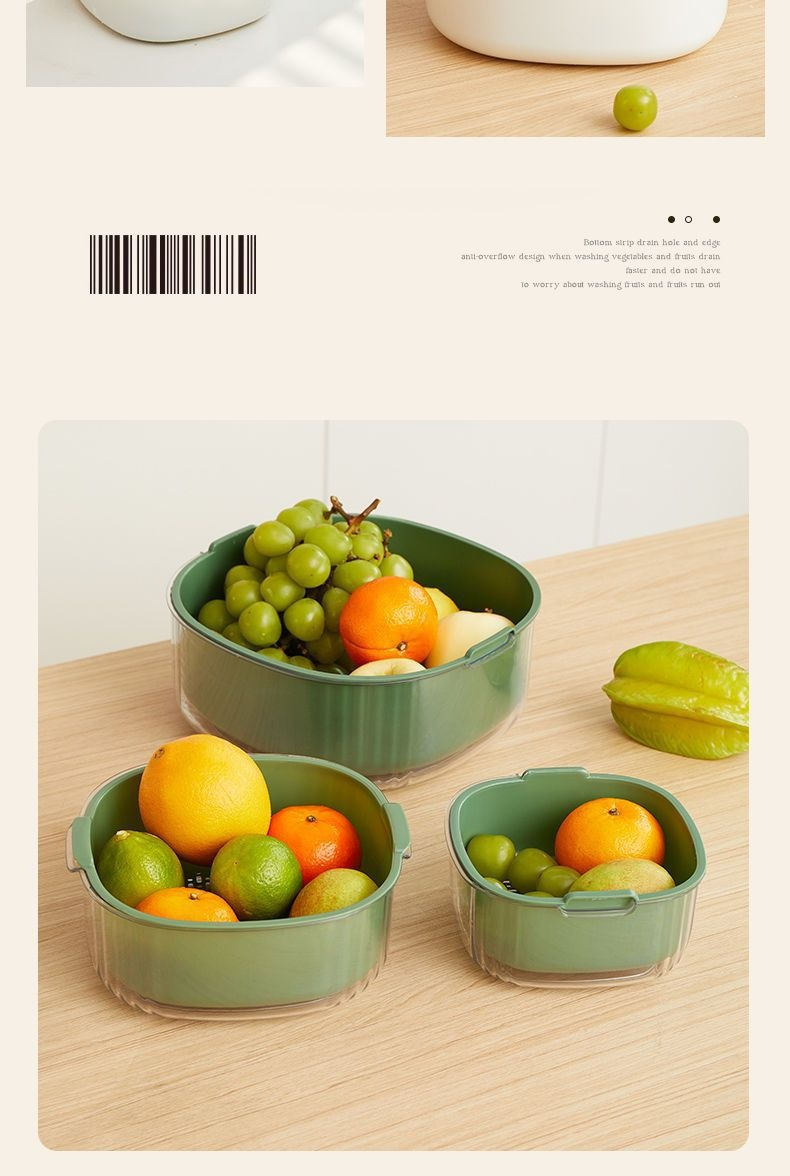 Bottom strip drain hole and edge
anti-overflow design when washing vegetables and fruits drain
faster and do not have
to worry about washing fruits and fruits run out